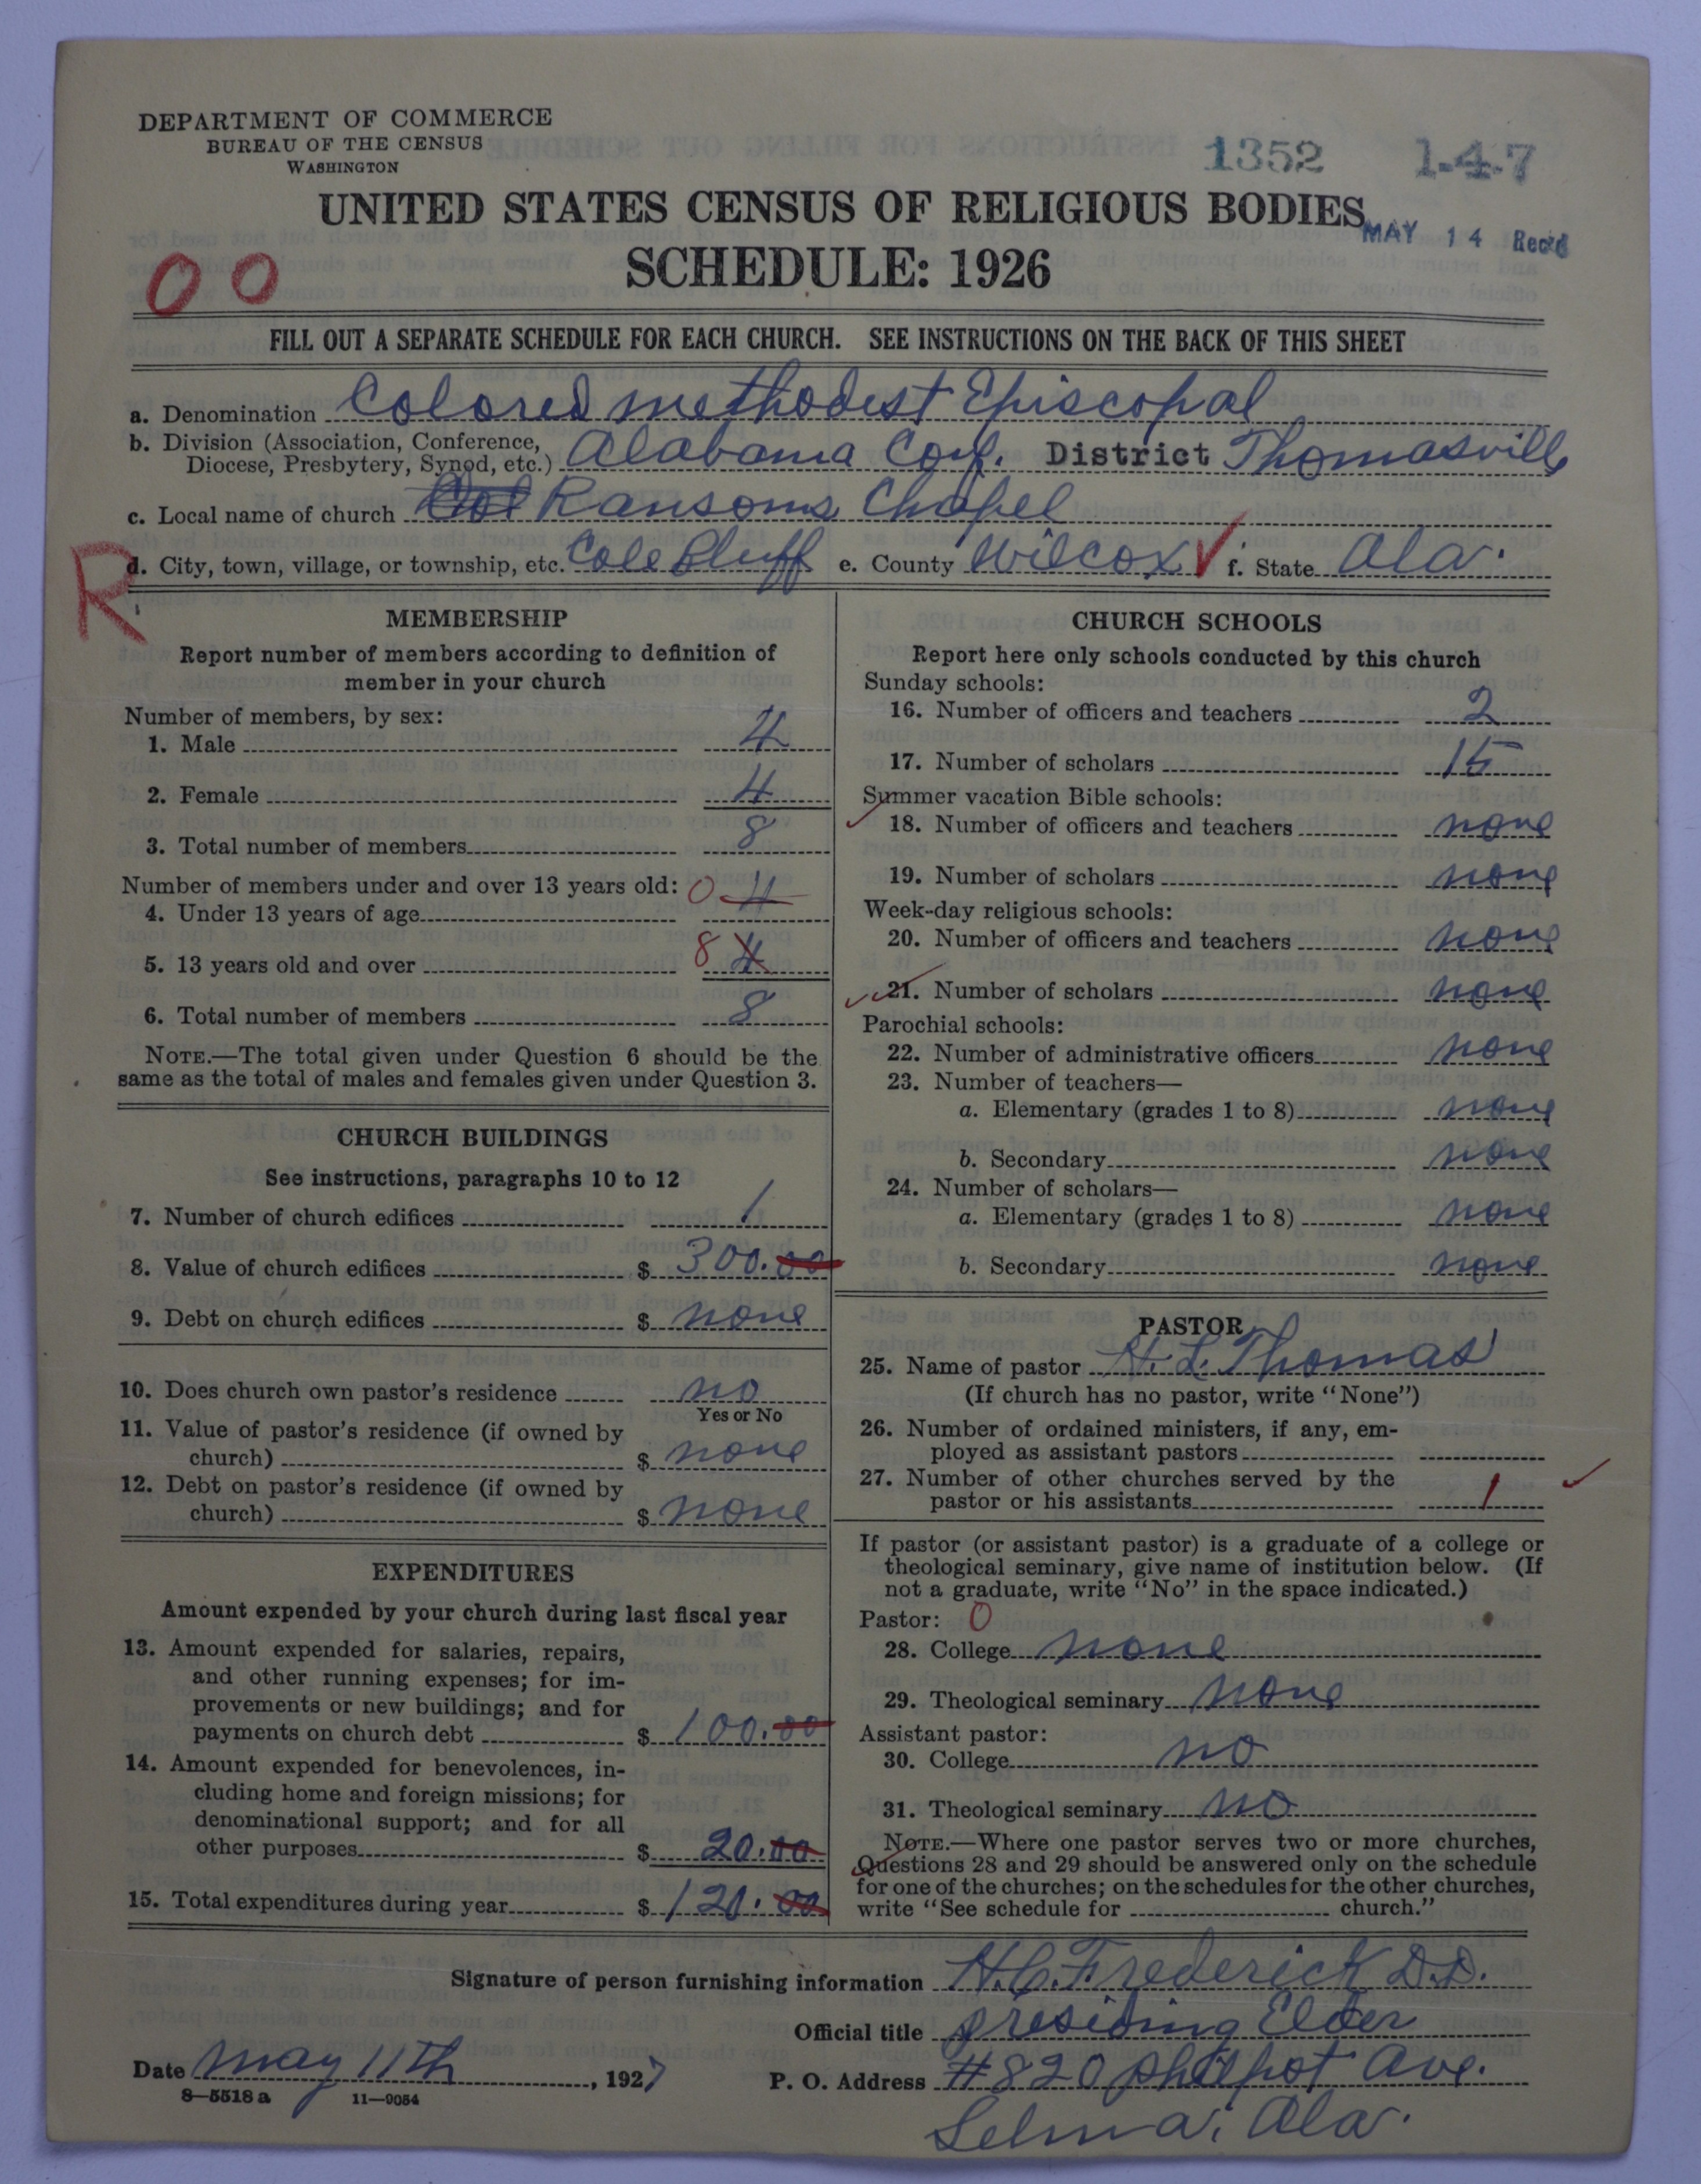 DEPARTMENT OF COMMERCE
BUREAU OF THE CENSUS
WASHINGTON
1352 1-4-7
UNITED STATES CENSUS OF RELIGIOUS BODIES
MAY 14 Rec'd
SCHEDULE: 1926
00
FILL OUT A SEPARATE SCHEDULE FOR EACH CHURCH. SEE INSTRUCTIONS ON THE BACK OF THIS SHEET
a. Denomination Colored methodest Episcopal
b. Division (Association, Conference, Diocese, Presbytery, Synod, etc.) Alabama Conf. District Thomasville
c. Local name of church Ransoms Chapel
R
d. City, town, village, or township, etc. Cole Bluff e. County Wilcox f. State Ala.
MEMBERSHIP
Report number of members according to definition of
member in your church
Number of members, by sex:
1. Male 4
2. Female 4
3. Total number of members 8
Number of members under and over 13 years old:
4. Under 13 years of age 0 4
5. 13 years old and over 8 4
6. Total number of members 8
NOTE.—The total given under Question 6 should be the
same as the total of males and females given under Question 3.
CHURCH BUILDINGS
See instructions, paragraphs 10 to 12
7. Number of church edifices 1
8. Value of church edifices $ 300.00
9. Debt on church edifices $ none
10. Does church own pastor's residence no
Yes or No
11. Value of pastor's residence (if owned by
church) $ none
12. Debt on pastor's residence (if owned by
church) $ none
EXPENDITURES
Amount expended by your church during last fiscal year
13. Amount expended for salaries, repairs,
and other running expenses; for im-
provements or new buildings; and for
payments on church debt $ 100.00
14. Amount expended for benevolences, in-
cluding home and foreign missions; for
denominational support; and for all
other purposes $ 20.00
15. Total expenditures during year $ 120.00
CHURCH SCHOOLS
Report here only schools conducted by this church
Sunday schools:
16. Number of officers and teachers 2
17. Number of scholars 15
Summer vacation Bible schools:
18. Number of officers and teachers none
19. Number of scholars none
Week-day religious schools:
20. Number of officers and teachers none
21. Number of scholars none
Parochial schools:
22. Number of administrative officers none
23. Number of teachers—
a. Elementary (grades 1 to 8) none
b. Secondary none
24. Number of scholars—
a. Elementary (grades 1 to 8) none
b. Secondary none
PASTOR
25. Name of pastor H. L. Thomas
(If church has no pastor, write "None")
26. Number of ordained ministers, if any, em-
ployed as assistant pastors
27. Number of other churches served by the
pastor or his assistants 1
If pastor (or assistant pastor) is a graduate of a college or
theological seminary, give name of institution below. (If
not a graduate, write "No" in the space indicated.)
Pastor: 0
28. College none
29. Theological seminary none
Assistant pastor:
30. College no
31. Theological seminary no
NOTE.—Where one pastor serves two or more churches,
Questions 28 and 29 should be answered only on the schedule
for one of the churches; on the schedules for the other churches,
write "See schedule for church."
Signature of person furnishing information H.C. Frederick D.D.
Official title presiding Elder
Date May 11th, 1927 P. O. Address #820 philpot Ave.
8—5518a 11—9054
Selma, Ala.